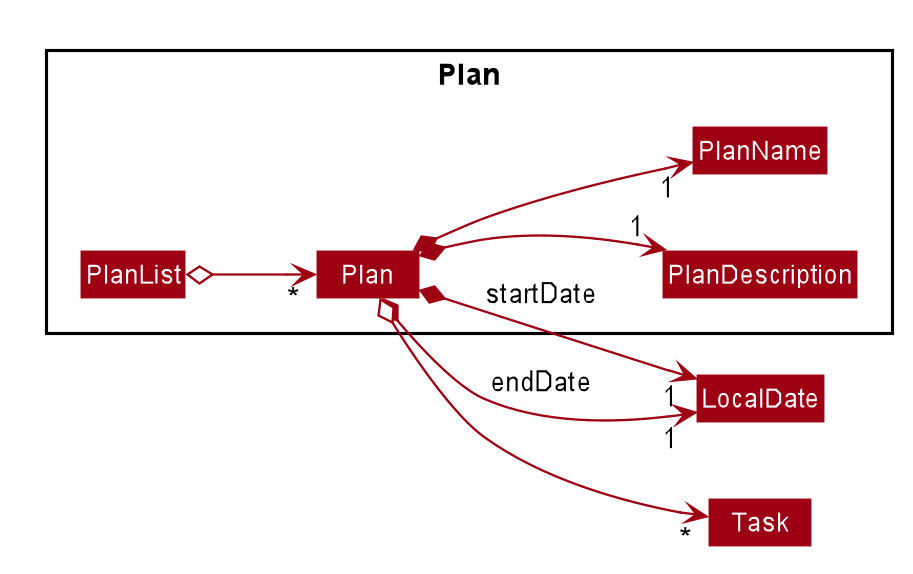 Plan
PlanName
1
1
PlanList
*
Plan
PlanDescription
startDate
endDate
1
LocalDate
1
Task
*